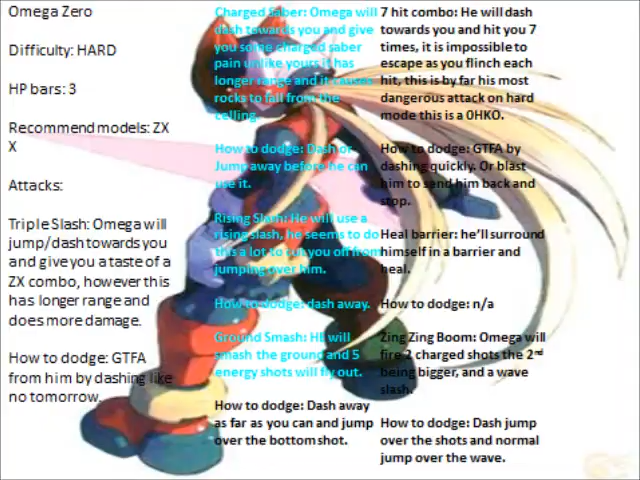 Omega Zero
Difficulty: HARD
HP bars: 3
Recommend models: ZX
X
Attacks:
Triple Slash: Omega will
jump/dash towards you
and give you a taste of a
ZX combo, however this
has longer range and
does more damage.
How to dodge: GTFA
from him by dashing like
no tomorrow.
Charged Saber: Omega will
dash towards you and give
you some charged saber
pain unlike yours it has
longer range and it causes
rocks to fall from the
ceiling.
How to dodge: Dash or
Jump away before he can
use it.
Rising Slam: He will use a
rising slash, he seems to do
this a lot to cut you off from
jumping over him.
How to dodge: dash away.
Ground Smash: HE will
smash the ground and 5
energy shots will fly out.
How to dodge: Dash away
as far as you can and jump
over the bottom shot.
7 hit combo: He will dash
towards you and hit you 7
times, it is impossible to
escape as you flinch each
hit, this is by far his most
dangerous attack on hard
mode this is a OHKO.
How to dodge: GTFA by
dashing quickly. Or blast
him to send him back and
stop.
Heal barrier: he'll surround
himself in a barrier and
heal.
How to dodge: n/a
Zing Zing Boom: Omega will
fire 2 charged shots the 2nd
being bigger, and a wave
slash.
How to dodge: Dash jump
over the shots and normal
jump over the wave.